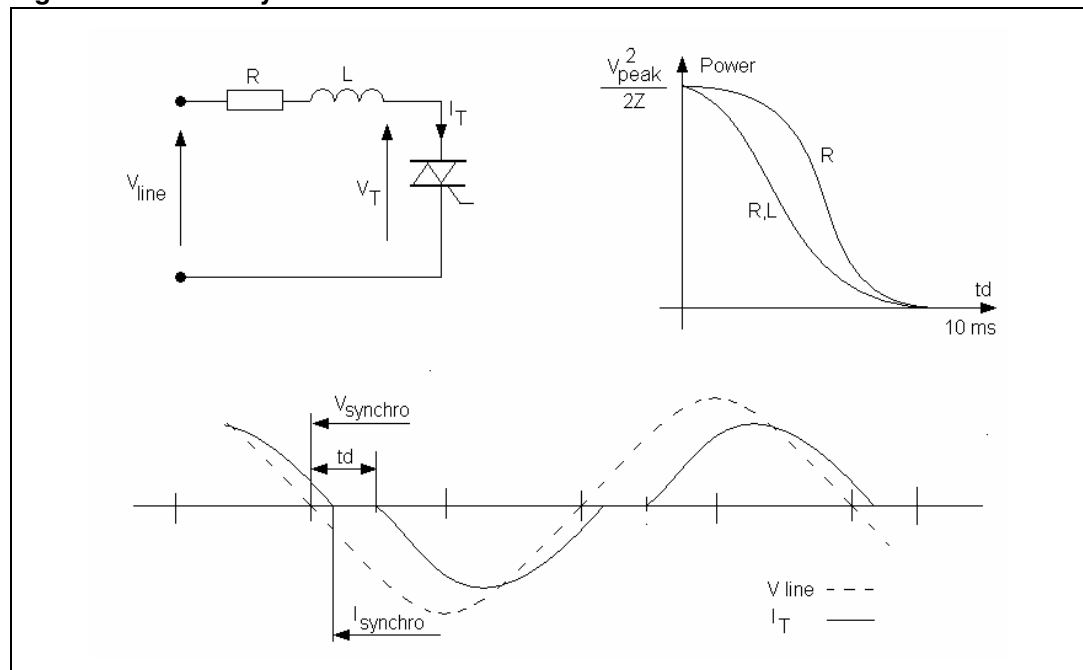 R
L
I_T
V_line
V_T
V_peak^2
2Z
Power
R
R,L
td
10 ms
V_synchro
td
I_synchro
V line
I_T